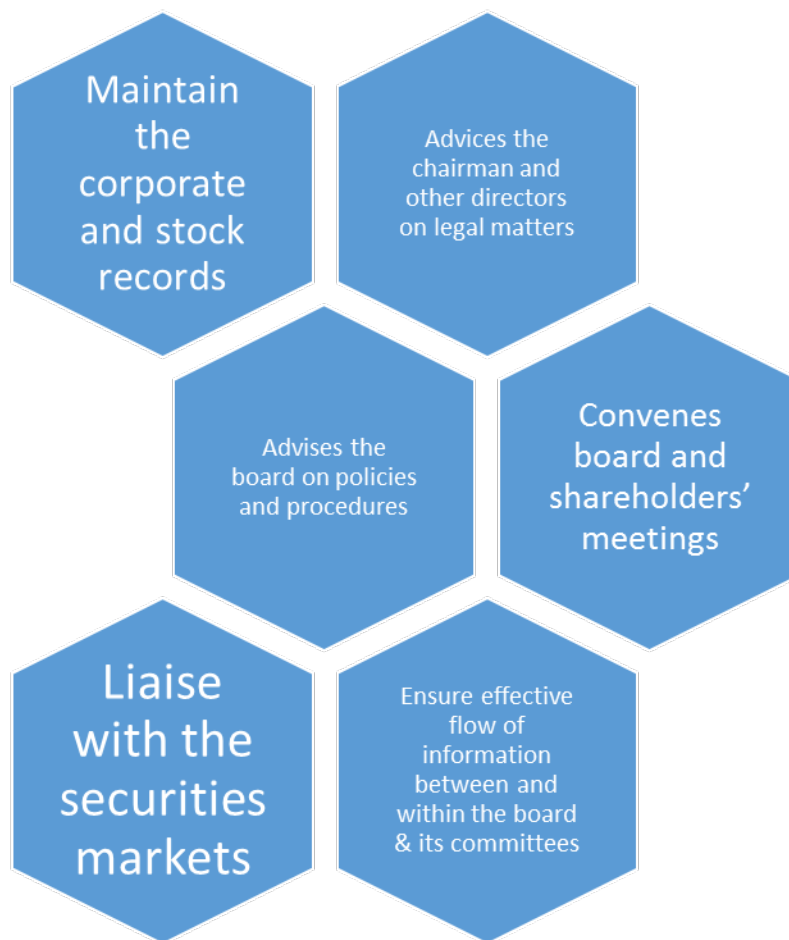 Maintain
the
corporate
and stock
records
Advices the
chairman and
other directors
on legal matters
Advises the
board on policies
and procedures
Convenes
board and
shareholders’
meetings
Liaise
with the
securities
markets
Ensure effective
flow of
information
between and
within the board
& its committees